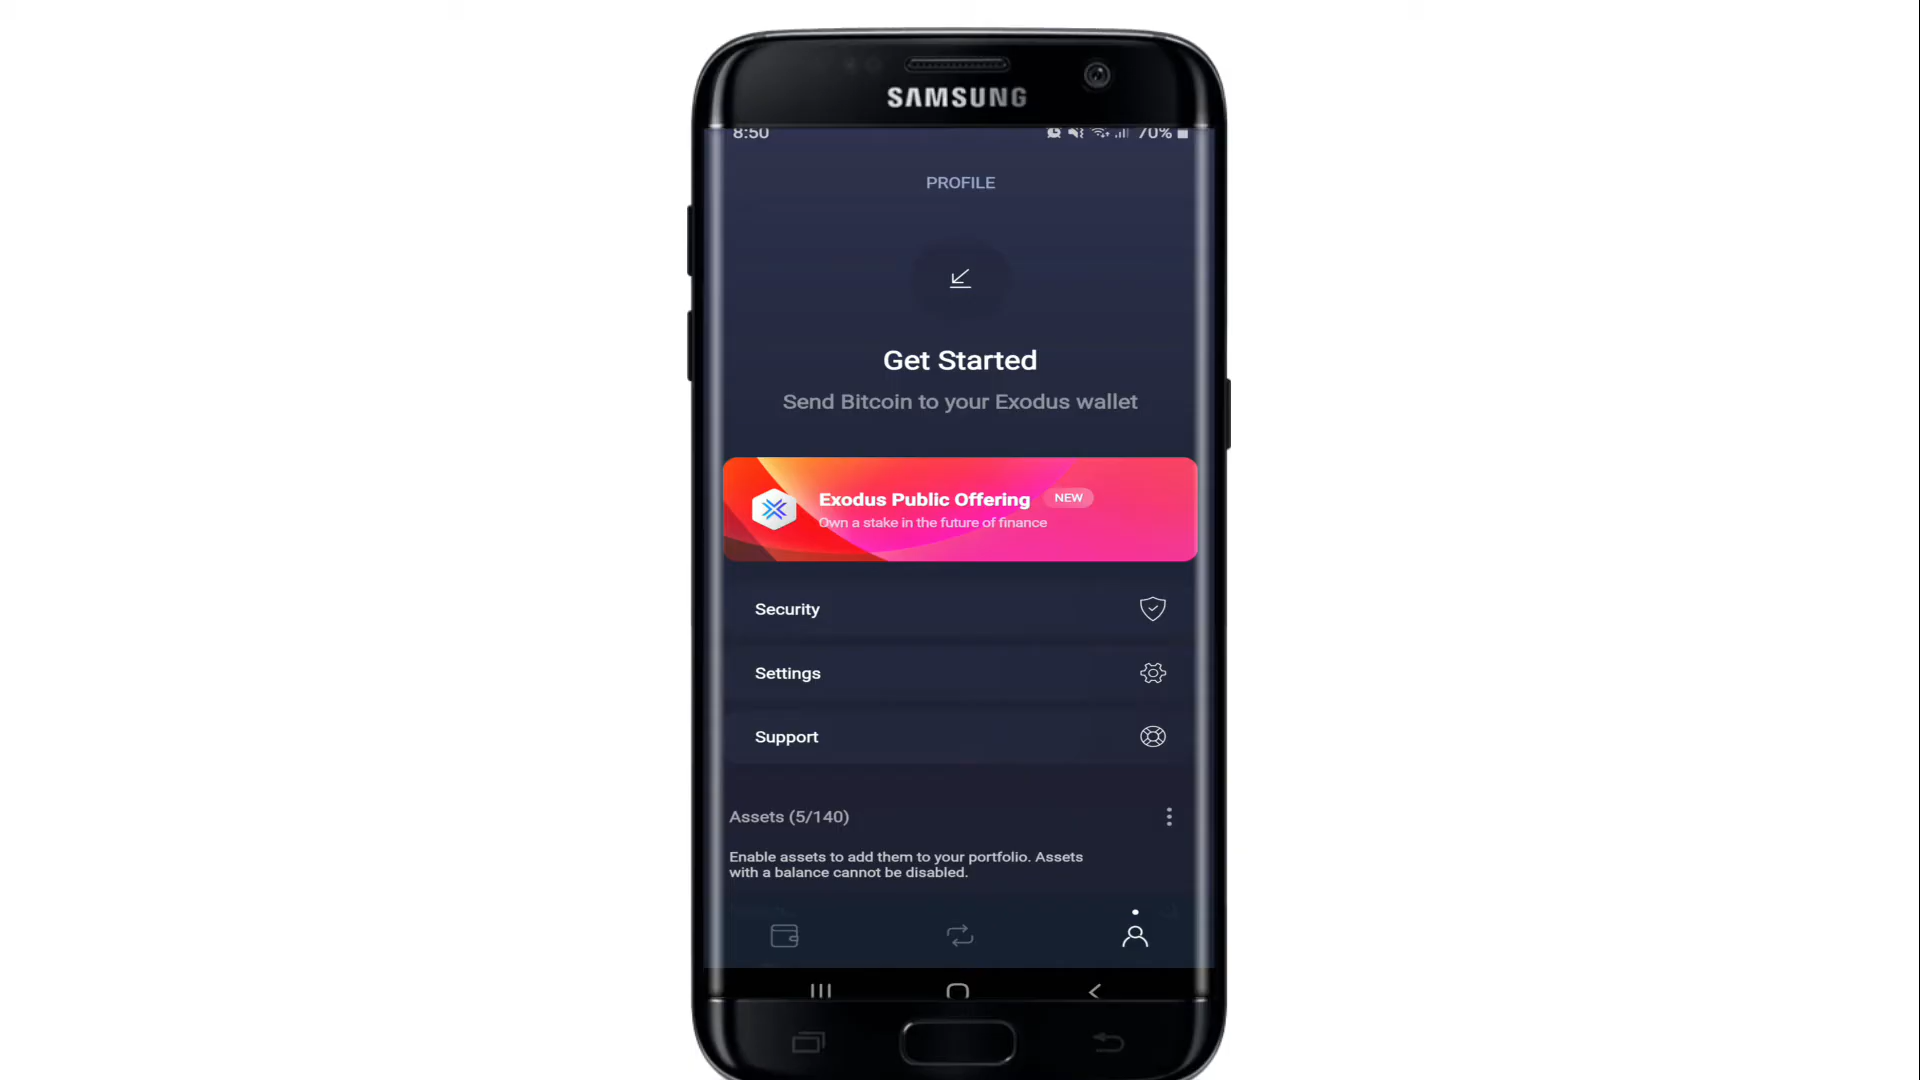 SAMSUNG
8:50
70%
PROFILE
Get Started
Send Bitcoin to your Exodus wallet
Exodus Public Offering NEW
Own a stake in the future of finance
Security
Settings
Support
Assets (5/140)
Enable assets to add them to your portfolio. Assets
with a balance cannot be disabled.